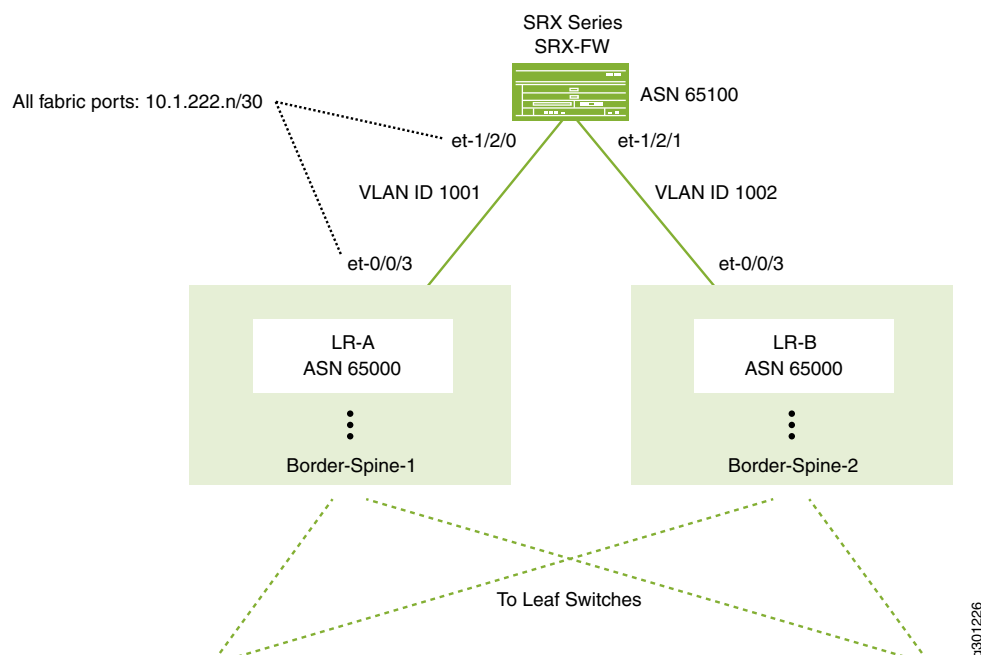 SRX Series
SRX-FW
All fabric ports: 10.1.222.n/30
ASN 65100
et-1/2/0
et-1/2/1
VLAN ID 1001
VLAN ID 1002
et-0/0/3
et-0/0/3
LR-A
ASN 65000
LR-B
ASN 65000
Border-Spine-1
Border-Spine-2
To Leaf Switches
g301226